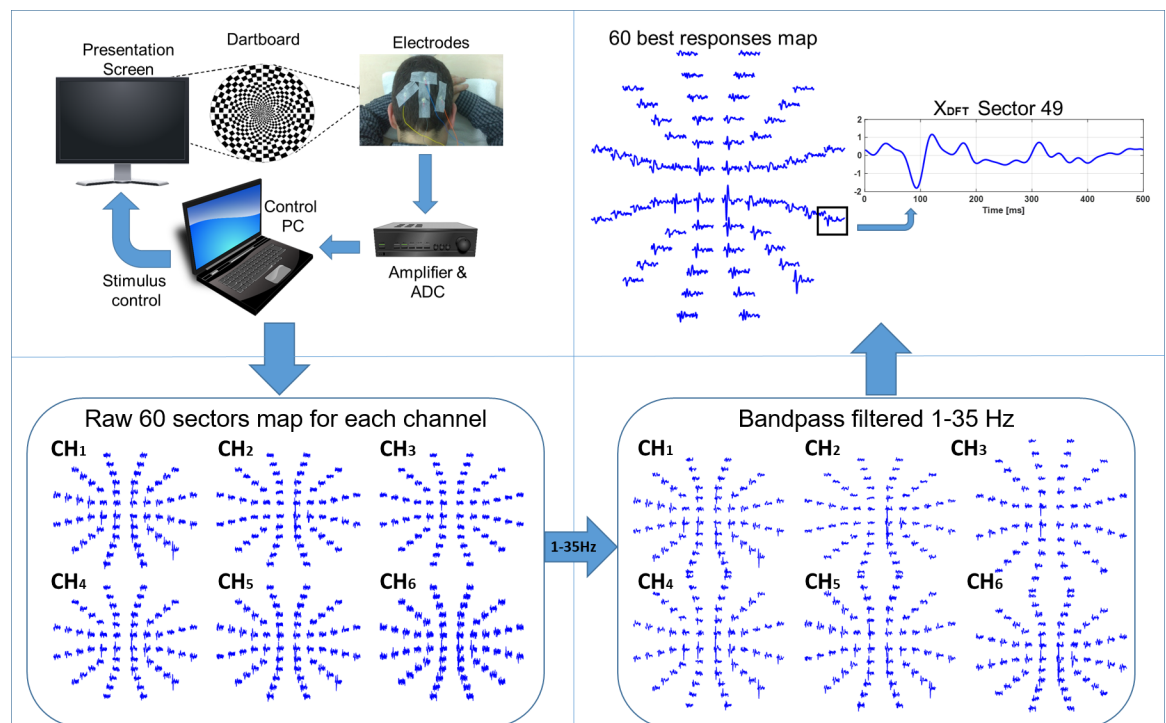 Presentation
Screen
Dartboard
Electrodes
Control
PC
Stimulus
control
Amplifier &
ADC
60 best responses map
XDFT Sector 49
2
1
0
-1
-2
0
100
200
300
400
500
Time [ms]
Raw 60 sectors map for each channel
CH1
CH2
CH3
CH4
CH5
CH6
1-35Hz
Bandpass filtered 1-35 Hz
CH1
CH2
CH3
CH4
CH5
CH6